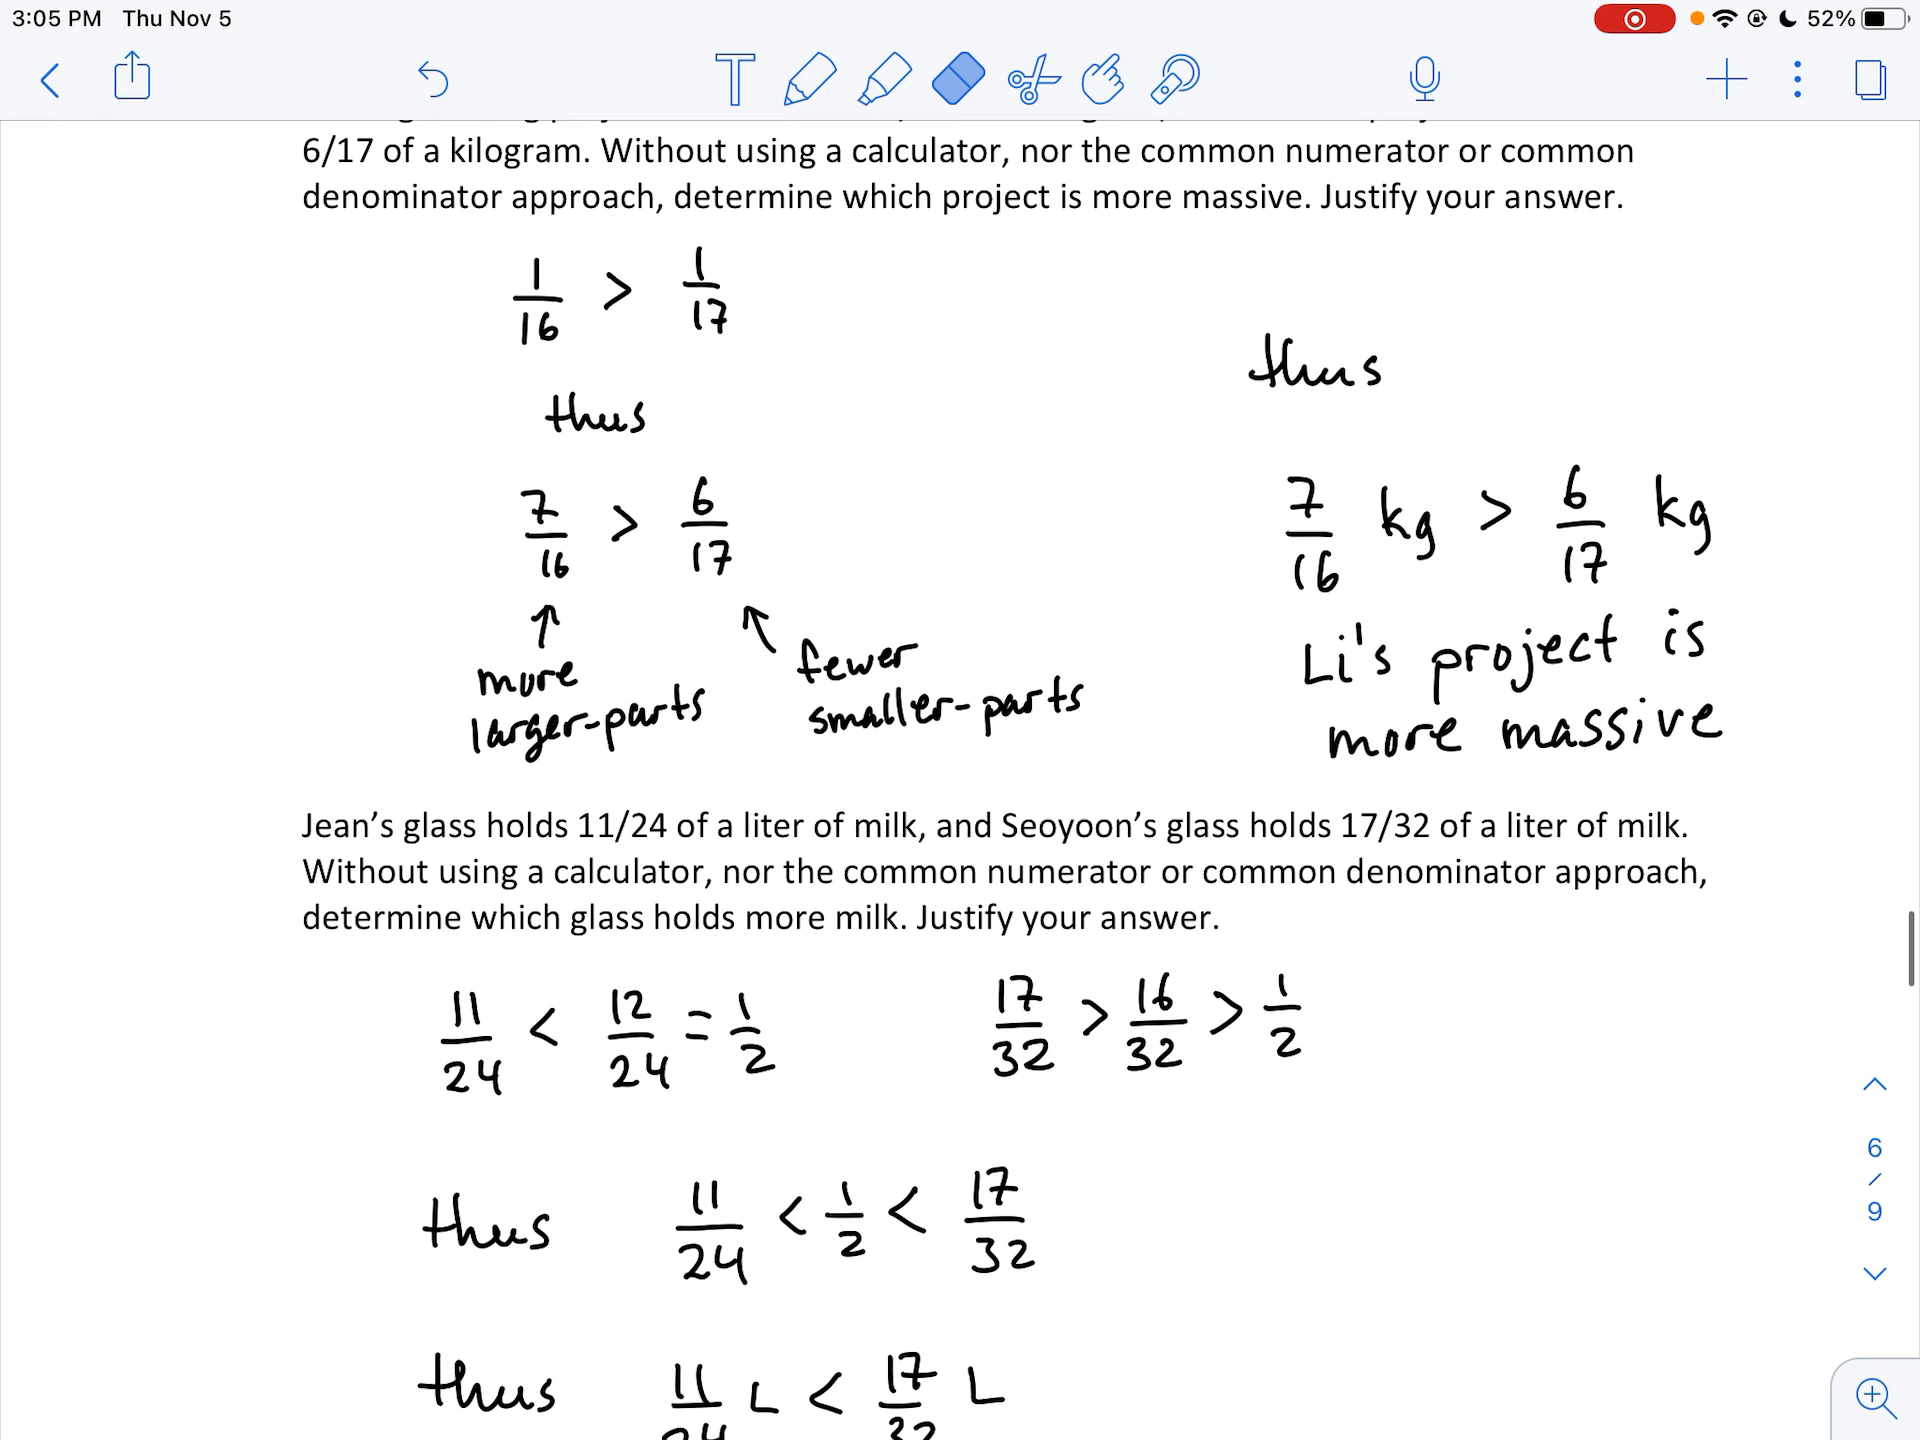 3:05 PM Thu Nov 5
52%
T
6/17 of a kilogram. Without using a calculator, nor the common numerator or common
denominator approach, determine which project is more massive. Justify your answer.
1/16 > 1/17
thus
thus
7/16 > 6/17
7/16 kg > 6/17 kg
more
larger-parts
fewer
smaller-parts
Li's project is
more massive
Jean’s glass holds 11/24 of a liter of milk, and Seoyoon’s glass holds 17/32 of a liter of milk.
Without using a calculator, nor the common numerator or common denominator approach,
determine which glass holds more milk. Justify your answer.
11/24 < 12/24 = 1/2
17/32 > 16/32 > 1/2
thus 11/24 < 1/2 < 17/32
thus 11/24 L < 17/32 L
6
/
9